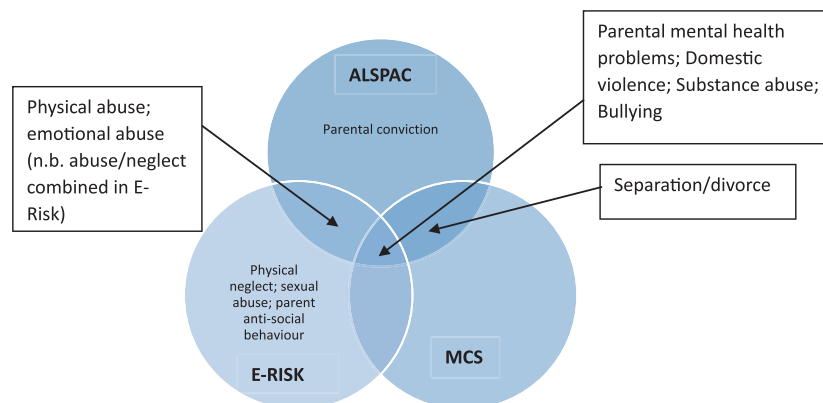 Parental mental health
problems; Domestic
violence; Substance abuse;
Bullying
ALSPAC
Parental conviction
Physical abuse;
emotional abuse
(n.b. abuse/neglect
combined in E-
Risk)
Separation/divorce
Physical
neglect; sexual
abuse; parent
anti-social
behaviour
E-RISK
MCS